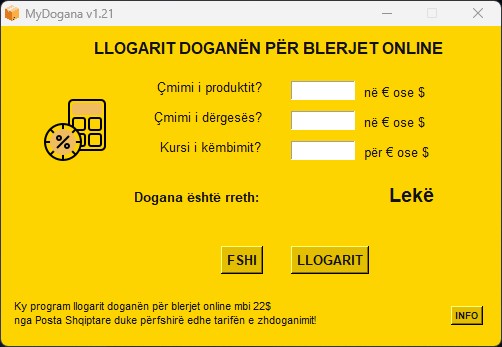 MyDogana v1.21
LLOGARIT DOGANËN PËR BLERJET ONLINE
Çmimi i produktit? në € ose $
Çmimi i dërgesës? në € ose $
Kursi i këmbimit? për € ose $
Dogana është rreth: Lekë
FSHI LLOGARIT
Ky program llogarit doganën për blerjet online mbi 22$
nga Posta Shqiptare duke përfshirë edhe tarifën e zhdoganimit!
INFO